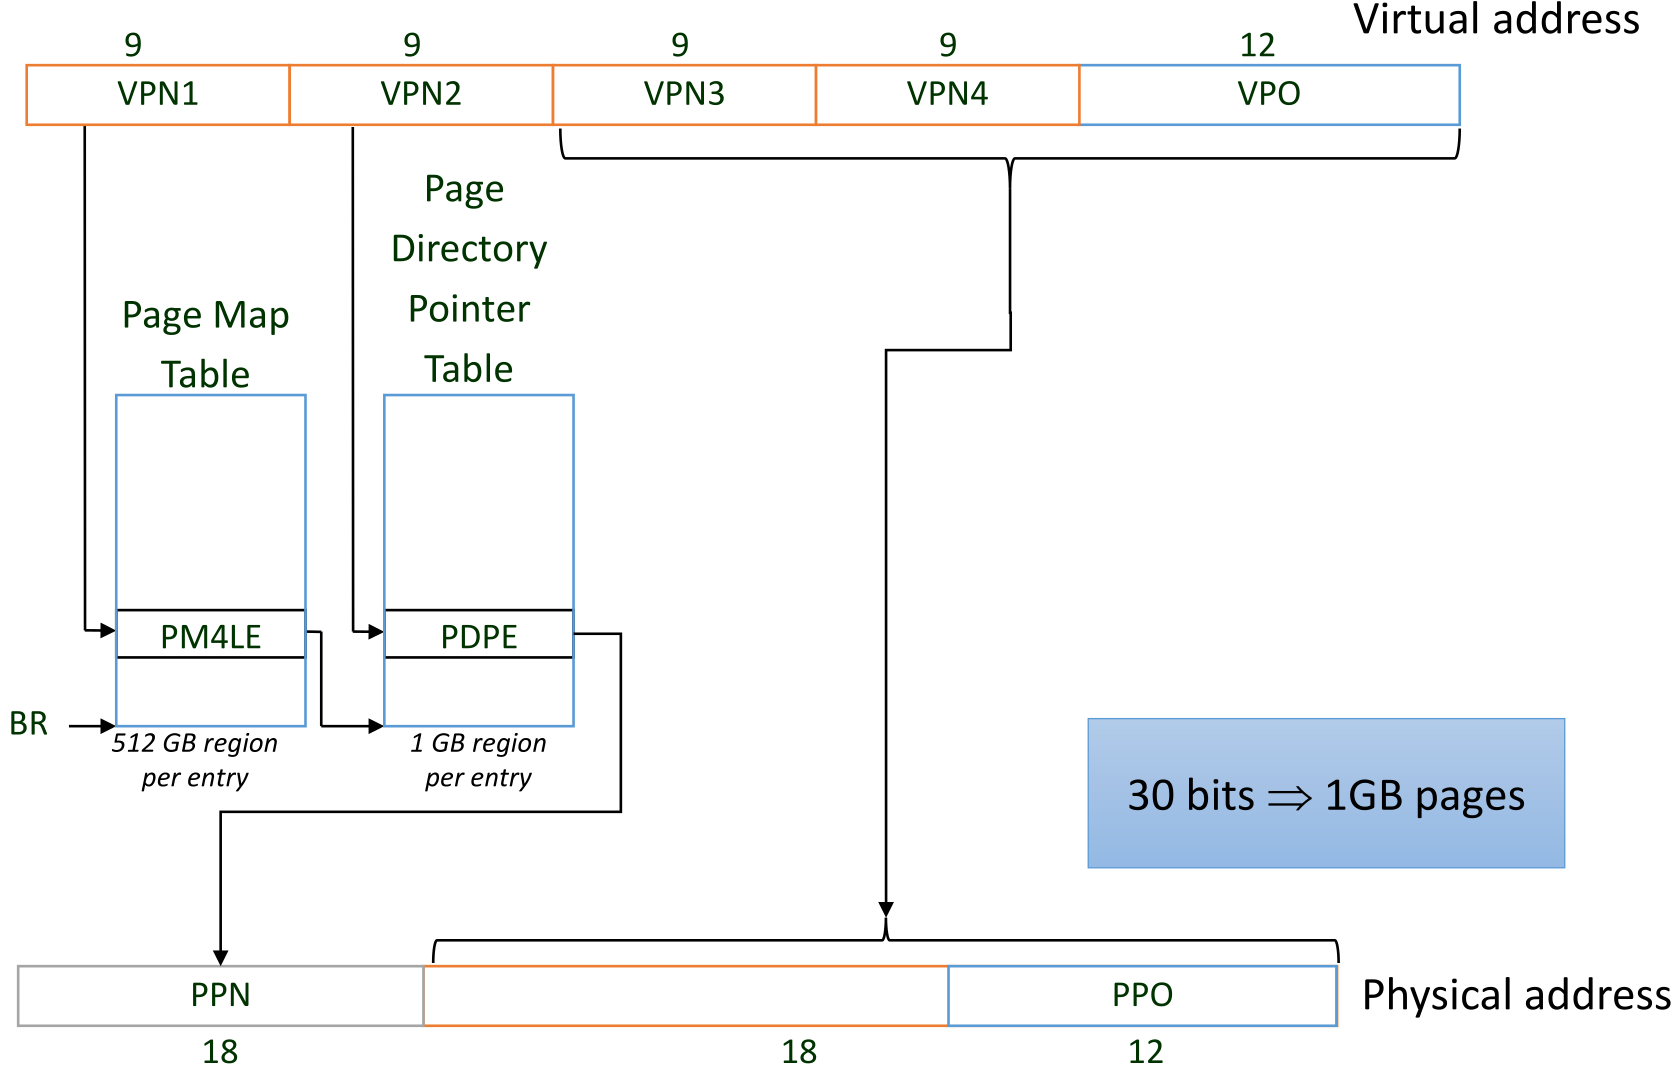 Virtual address
9
9
9
9
12
VPN1
VPN2
VPN3
VPN4
VPO
Page
Directory
Pointer
Table
Page Map
Table
PM4LE
PDPE
BR
512 GB region
per entry
1 GB region
per entry
30 bits ⇒ 1GB pages
PPN
PPO
Physical address
18
18
12